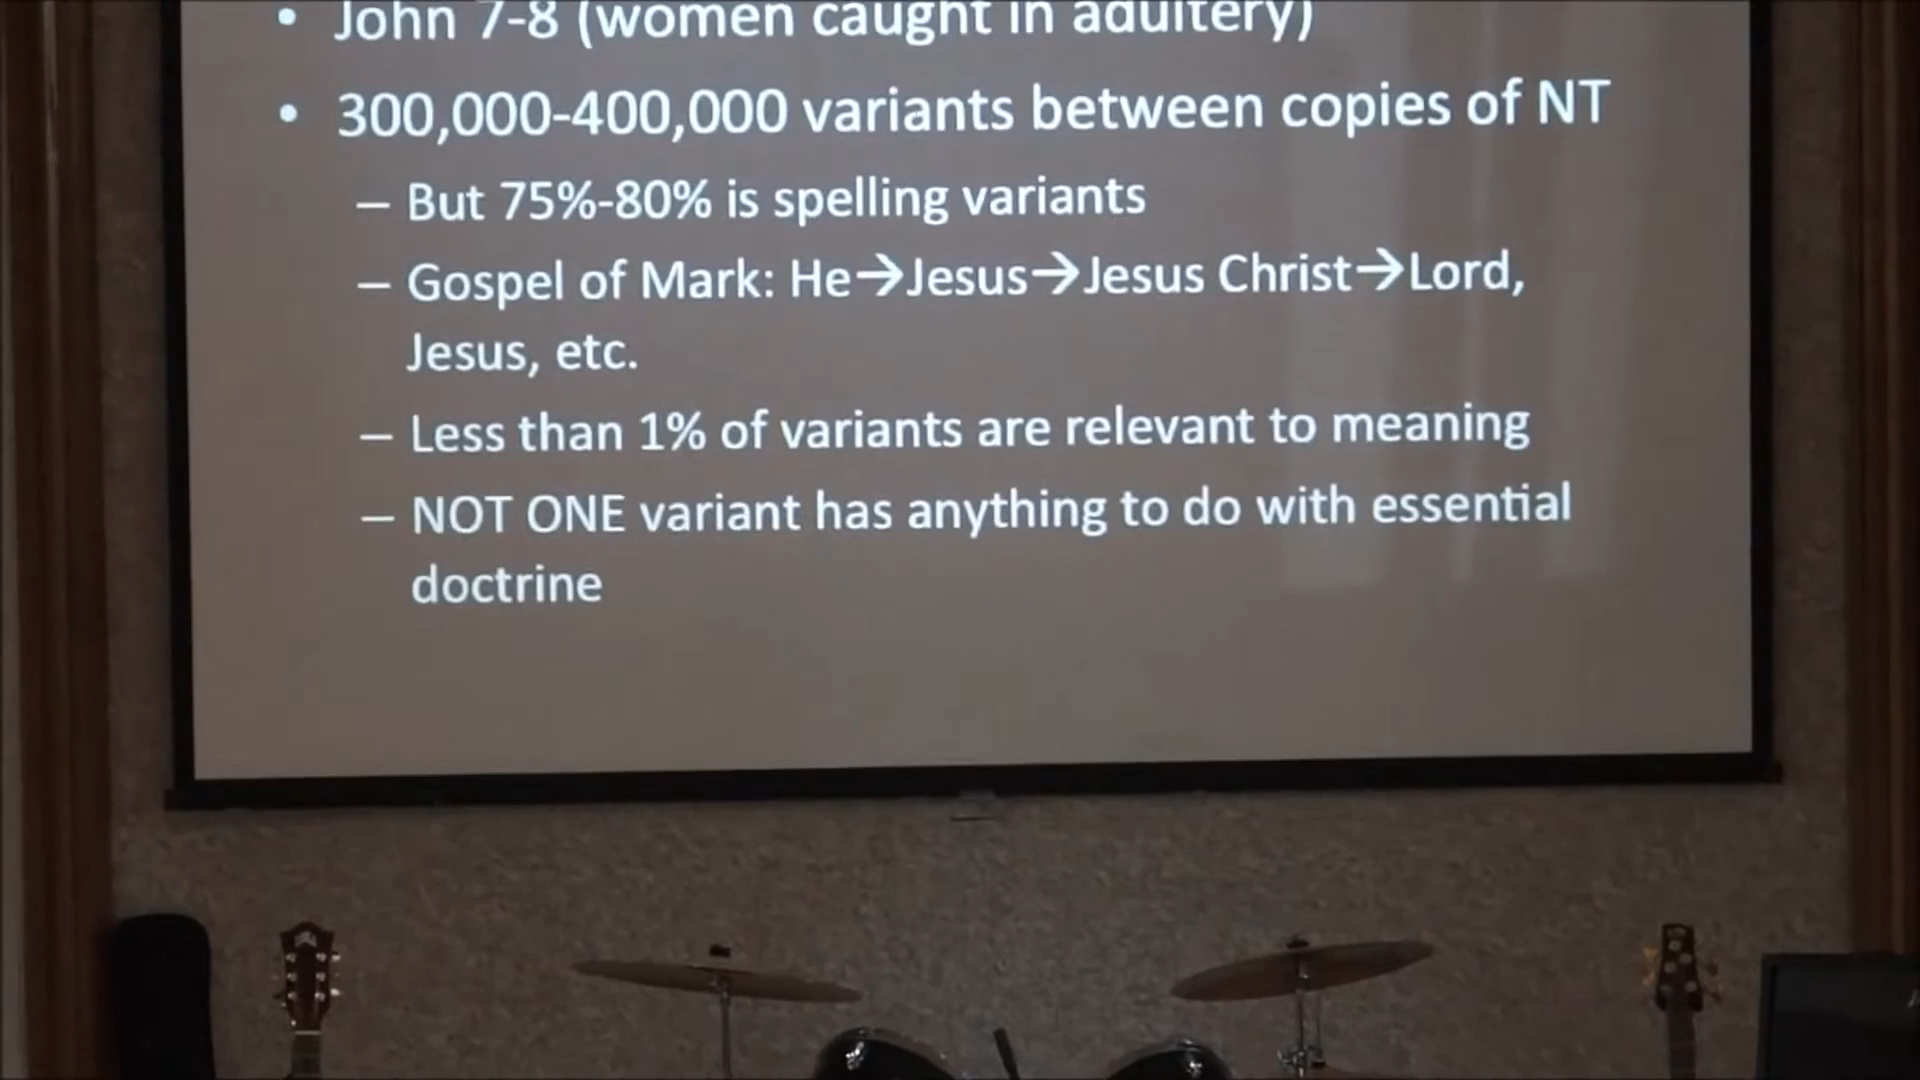 • John 7-8 (women caught in adultery)
• 300,000-400,000 variants between copies of NT
– But 75%-80% is spelling variants
– Gospel of Mark: He→Jesus→Jesus Christ→Lord,
Jesus, etc.
– Less than 1% of variants are relevant to meaning
– NOT ONE variant has anything to do with essential
doctrine